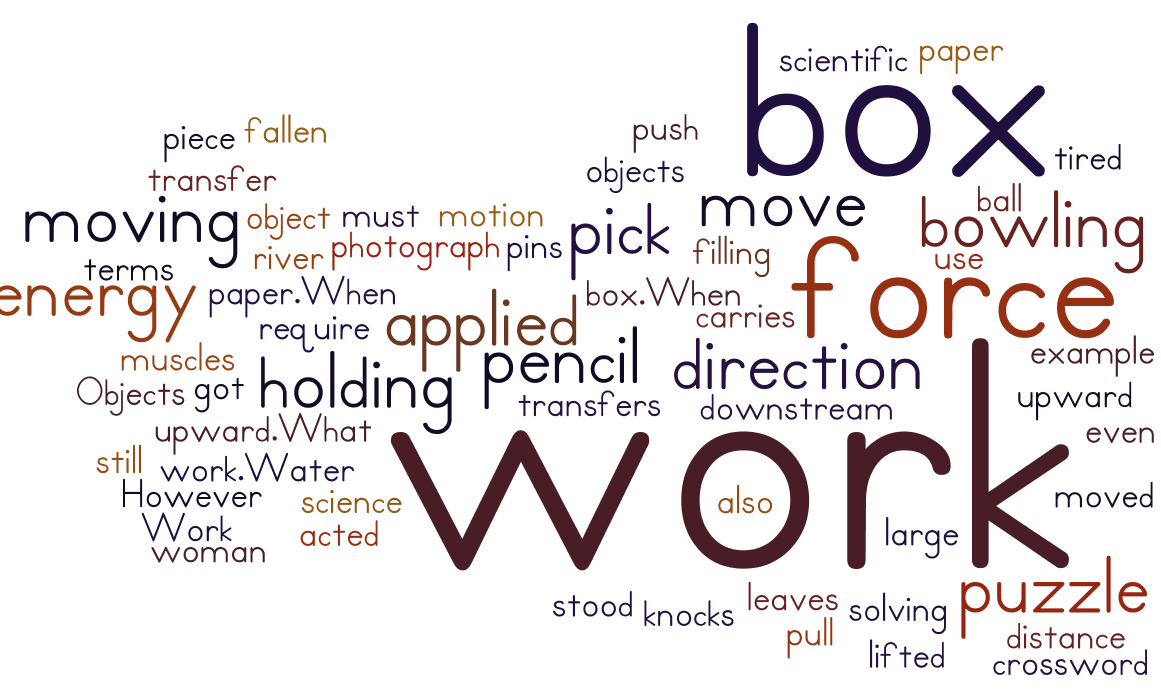 scientific paper
box
piece fallen
push
tired
transfer
objects
ball
moving object must motion pick move bowling
river photograph pins filling use
terms
energy paper.When box.When force
require applied carries
muscles pencil direction example
Objects got holding transfers downstream upward
upward.What even
still work.Water work
However science also moved
Work acted large
woman
stood knocks leaves solving puzzle
pull distance
lifted crossword